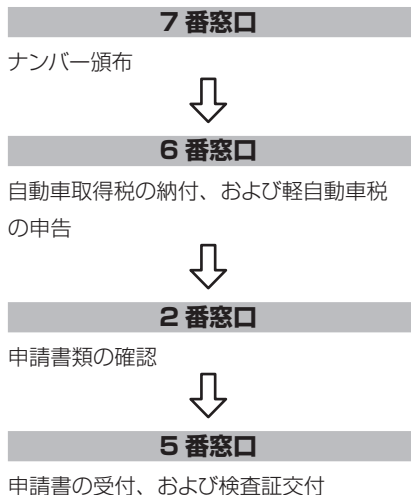 7 番窓口
ナンバー頒布
6 番窓口
自動車取得税の納付、および軽自動車税
の申告
2 番窓口
申請書類の確認
5 番窓口
申請書の受付、および検査証交付